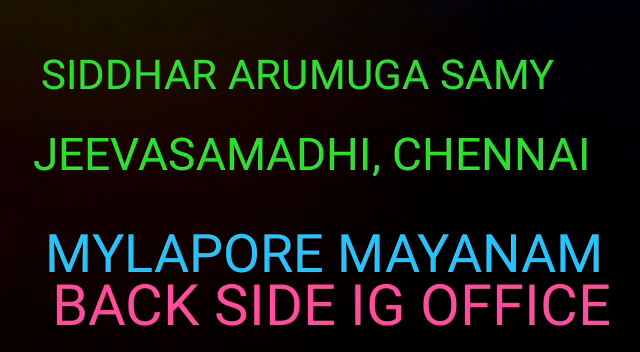 SIDDHAR ARUMUGA SAMY
JEEVASAMADHI, CHENNAI
MYLAPORE MAYANAM
BACK SIDE IG OFFICE